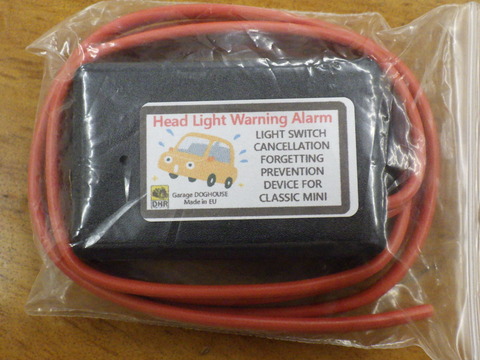 Head Light Warning Alarm
LIGHT SWITCH
CANCELLATION
FORGETTING
PREVENTION
DEVICE FOR
CLASSIC MINI
Garage DOGHOUSE
Made in EU
DHR